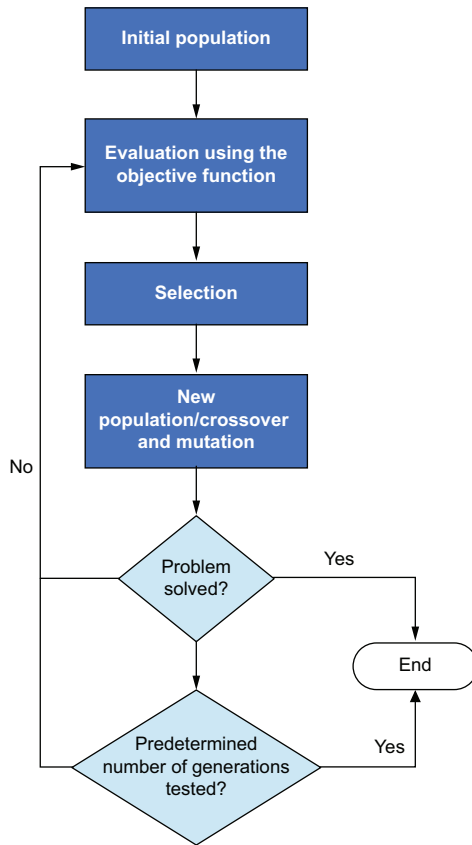 Initial population
Evaluation using the
objective function
Selection
New
population/crossover
and mutation
No
Problem
solved?
Yes
End
Predetermined
number of generations
tested?
Yes